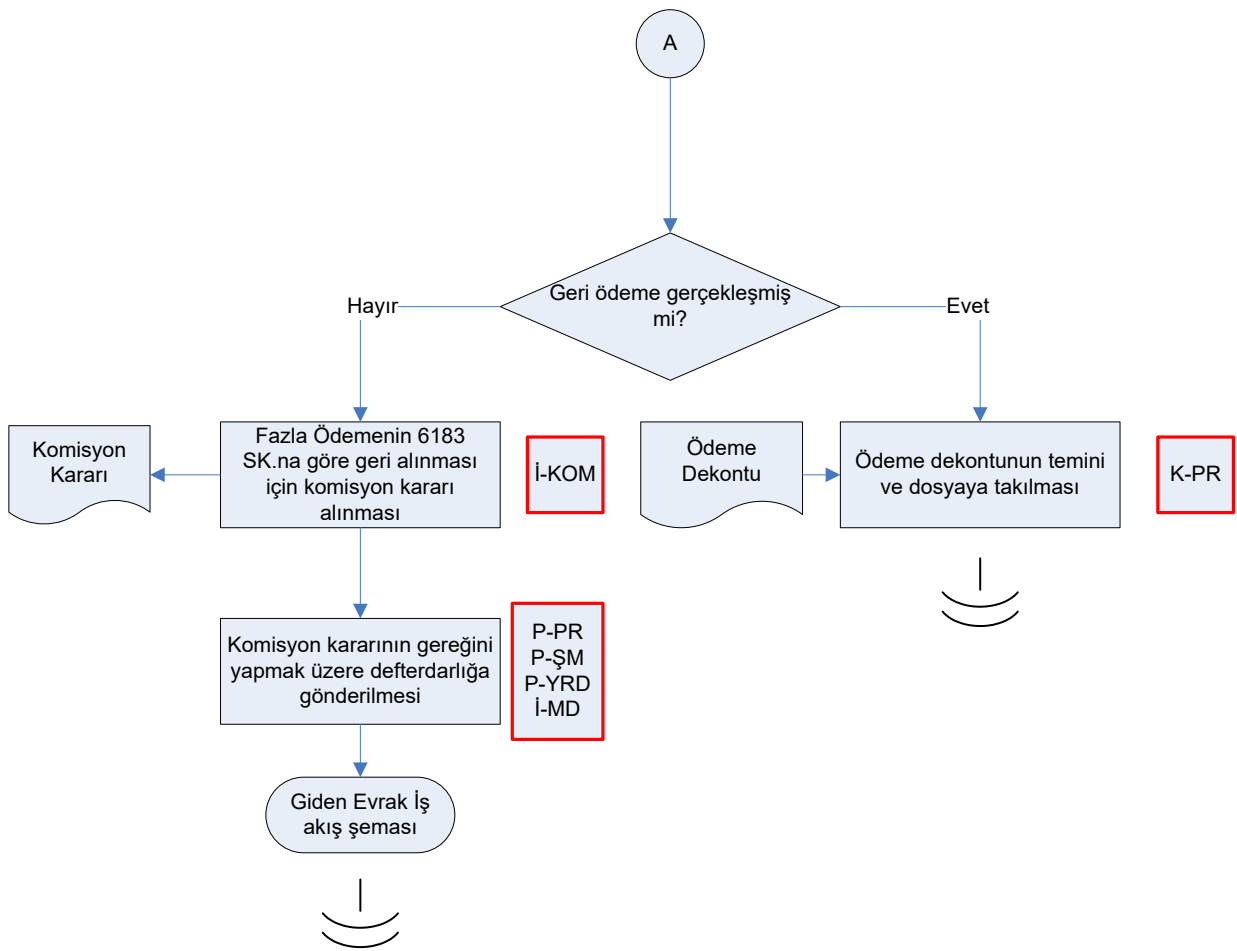 A
Geri ödeme gerçekleşmiş
mi?
Hayır
Evet
Komisyon
Kararı
Fazla Ödemenin 6183
SK.na göre geri alınması
için komisyon kararı
alınması
İ-KOM
Ödeme
Dekontu
Ödeme dekontunun temini
ve dosyaya takılması
K-PR
Komisyon kararının gereğini
yapmak üzere defterdarlığa
gönderilmesi
P-PR
P-ŞM
P-YRD
İ-MD
Giden Evrak İş
akış şeması